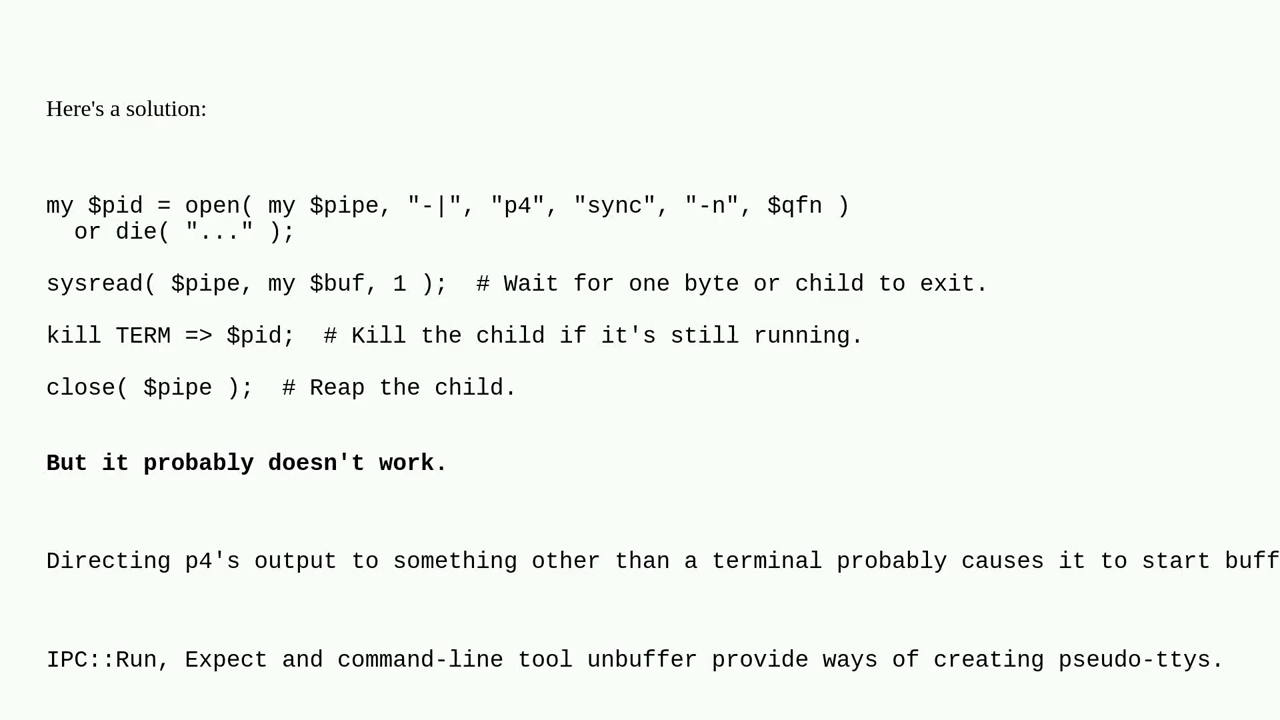 Here's a solution:
my $pid = open( my $pipe, "-|", "p4", "sync", "-n", $qfn )
  or die( "..." );
sysread( $pipe, my $buf, 1 );  # Wait for one byte or child to exit.
kill TERM => $pid;  # Kill the child if it's still running.
close( $pipe );  # Reap the child.
But it probably doesn't work.
Directing p4's output to something other than a terminal probably causes it to start buff
IPC::Run, Expect and command-line tool unbuffer provide ways of creating pseudo-ttys.